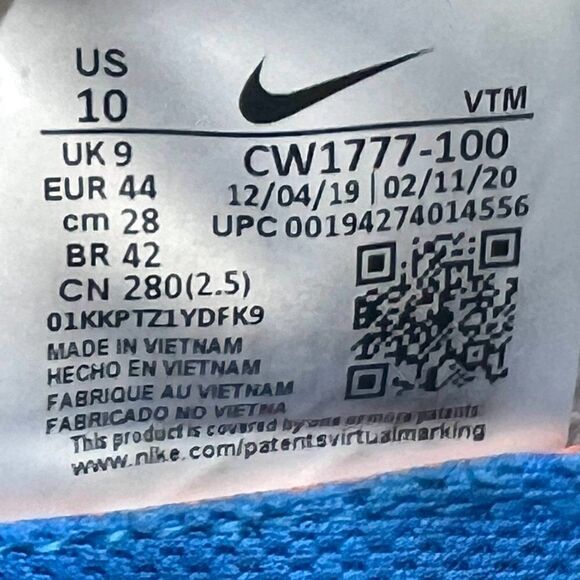 US
10
VTM
UK 9
EUR 44
cm 28
BR 42
CN 280(2.5)
CW1777-100
12/04/19 | 02/11/20
UPC 00194274014556
01KKPTZ1YDFK9
MADE IN VIETNAM
HECHO EN VIETNAM
FABRIQUE AU VIETNAM
FABRICADO NO VIETNA
This product is covered by one or more patents
www.nike.com/patentsvirtualmarking